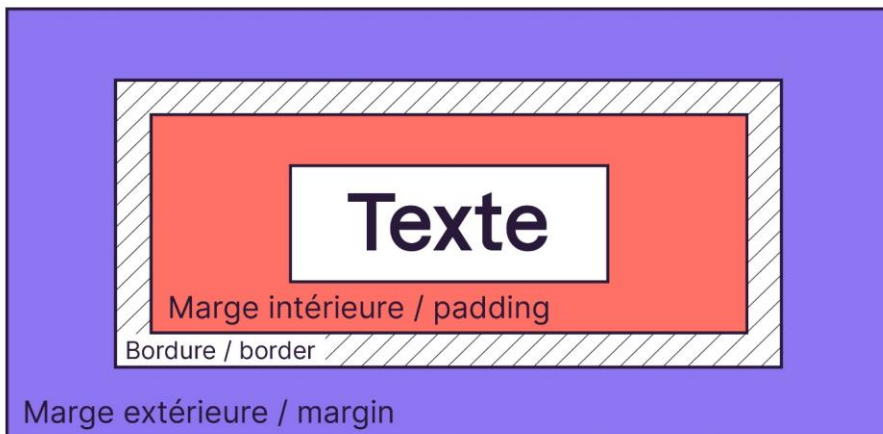 Texte
Marge intérieure / padding
Bordure / border
Marge extérieure / margin